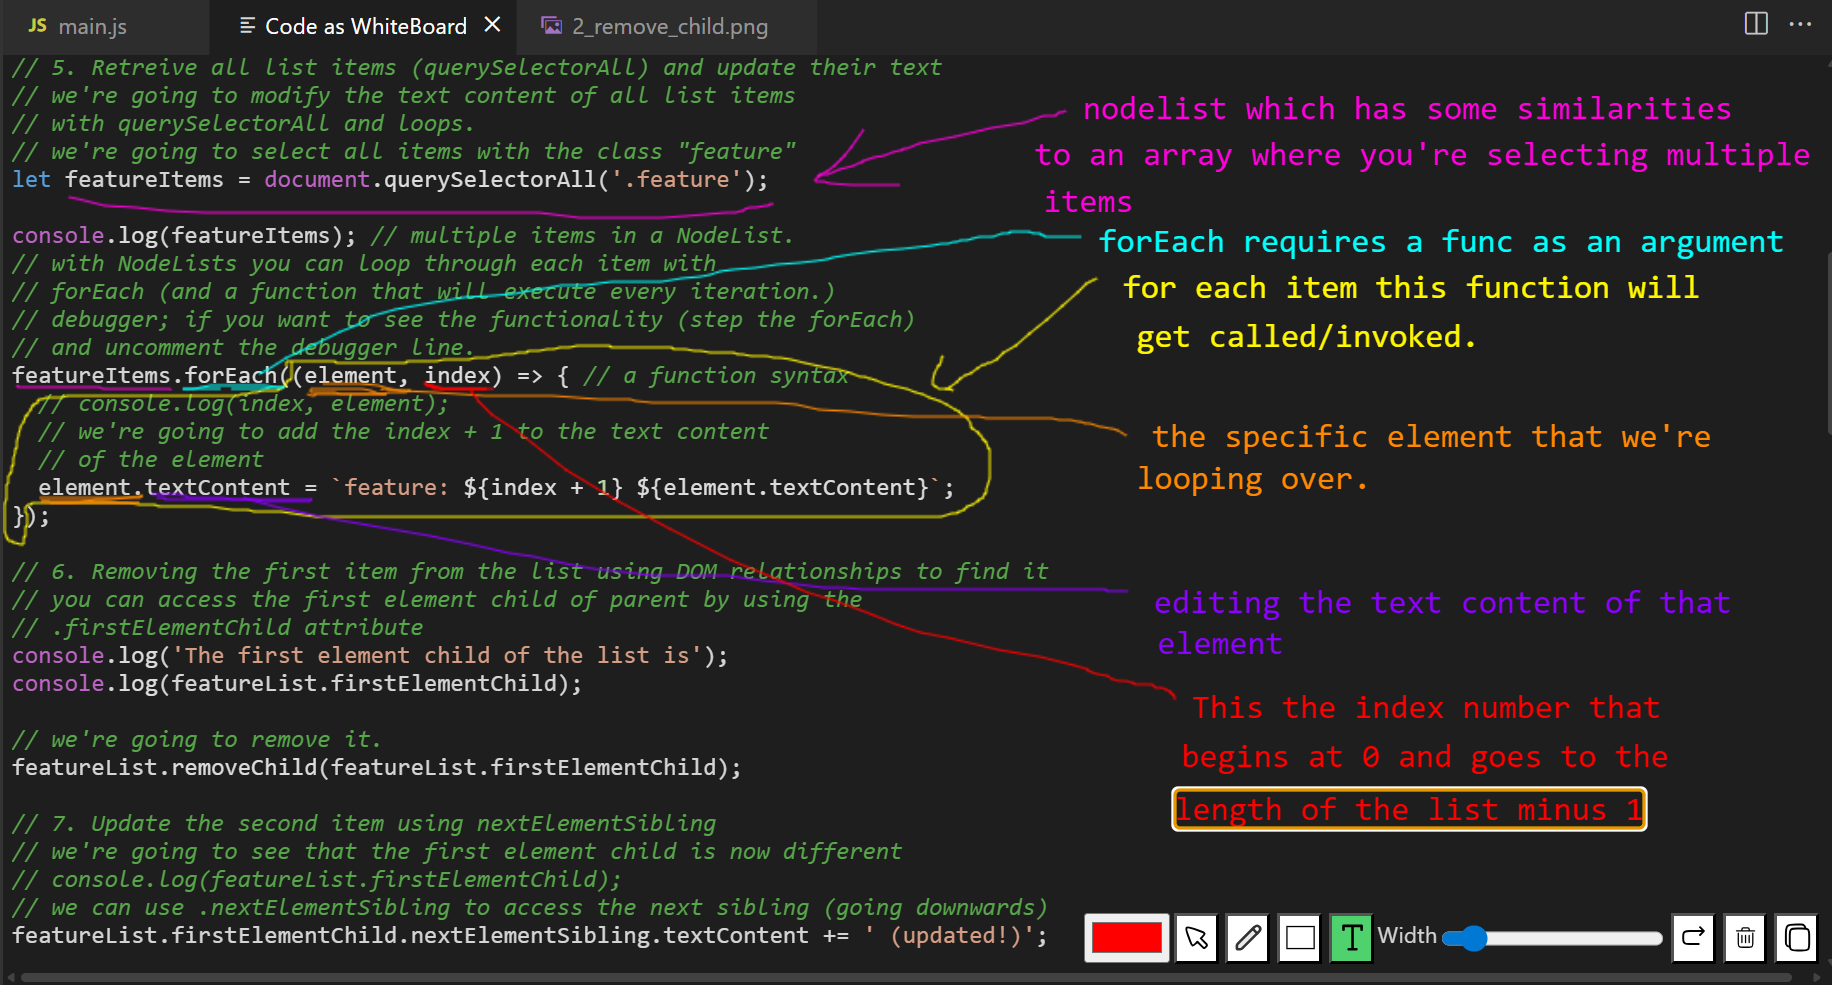 JS main.js
Code as WhiteBoard
2_remove_child.png
// 5. Retreive all list items (querySelectorAll) and update their text
// we're going to modify the text content of all list items
// with querySelectorAll and loops.
// we're going to select all items with the class "feature"
let featureItems = document.querySelectorAll('.feature');
console.log(featureItems); // multiple items in a NodeList.
// with NodeLists you can loop through each item with
// forEach (and a function that will execute every iteration.)
// debugger; if you want to see the functionality (step the forEach)
// and uncomment the debugger line.
featureItems.forEach((element, index) => { // a function syntax
  // console.log(index, element);
  // we're going to add the index + 1 to the text content
  // of the element
  element.textContent = `feature: ${index + 1} ${element.textContent}`;
});
// 6. Removing the first item from the list using DOM relationships to find it
// you can access the first element child of parent by using the
// .firstElementChild attribute
console.log('The first element child of the list is');
console.log(featureList.firstElementChild);
// we're going to remove it.
featureList.removeChild(featureList.firstElementChild);
// 7. Update the second item using nextElementSibling
// we're going to see that the first element child is now different
// console.log(featureList.firstElementChild);
// we can use .nextElementSibling to access the next sibling (going downwards)
featureList.firstElementChild.nextElementSibling.textContent += ' (updated!)';
nodelist which has some similarities
to an array where you're selecting multiple
items
forEach requires a func as an argument
for each item this function will
get called/invoked.
the specific element that we're
looping over.
editing the text content of that
element
This the index number that
begins at 0 and goes to the
length of the list minus 1
T
Width